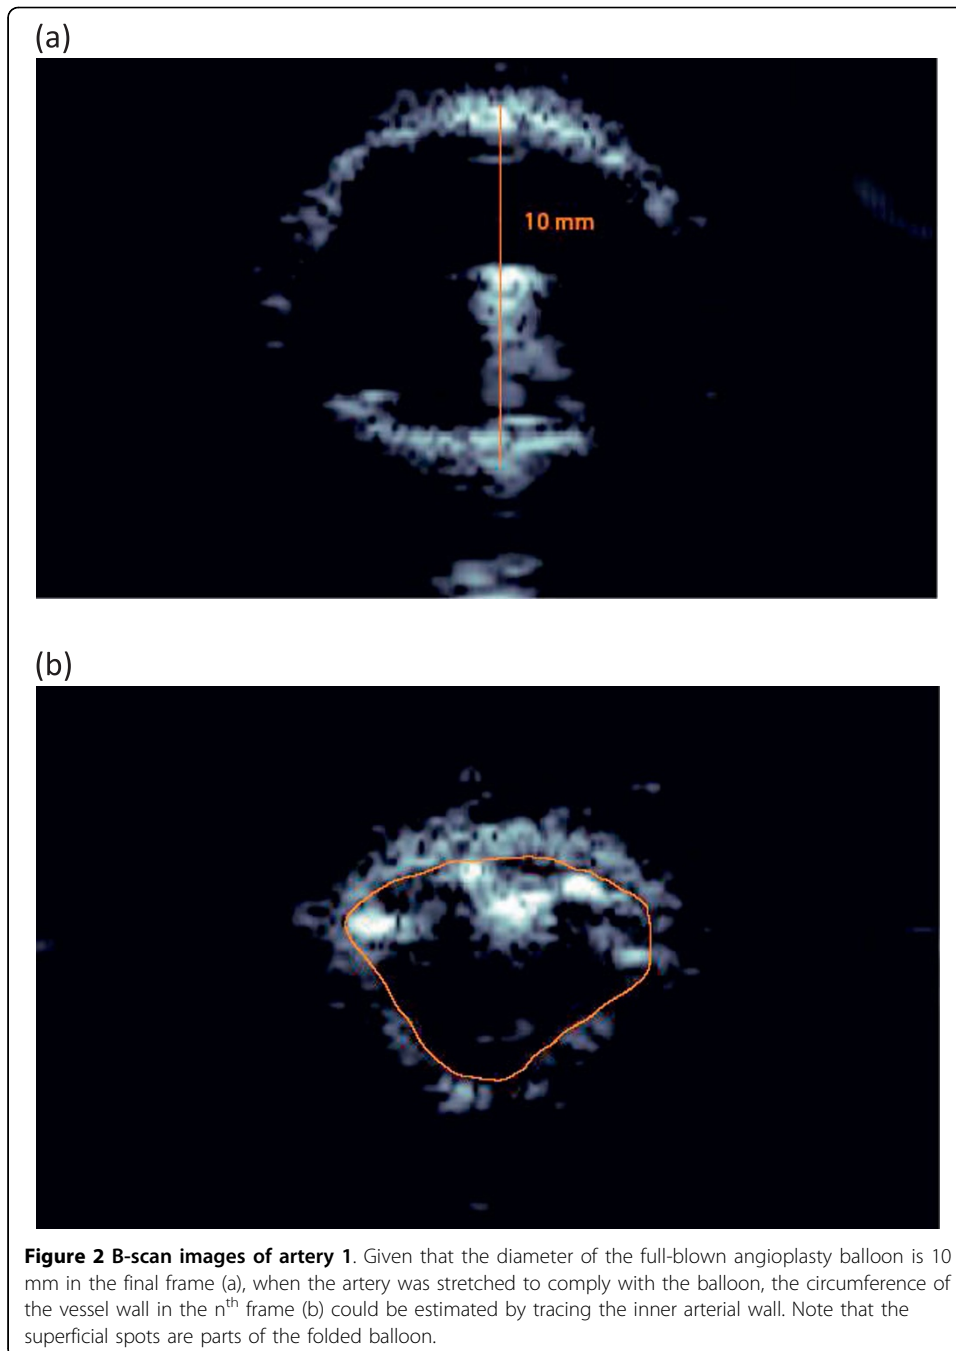 (a)
10 mm
(b)
Figure 2 B-scan images of artery 1. Given that the diameter of the full-blown angioplasty balloon is 10
mm in the final frame (a), when the artery was stretched to comply with the balloon, the circumference of
the vessel wall in the nth frame (b) could be estimated by tracing the inner arterial wall. Note that the
superficial spots are parts of the folded balloon.